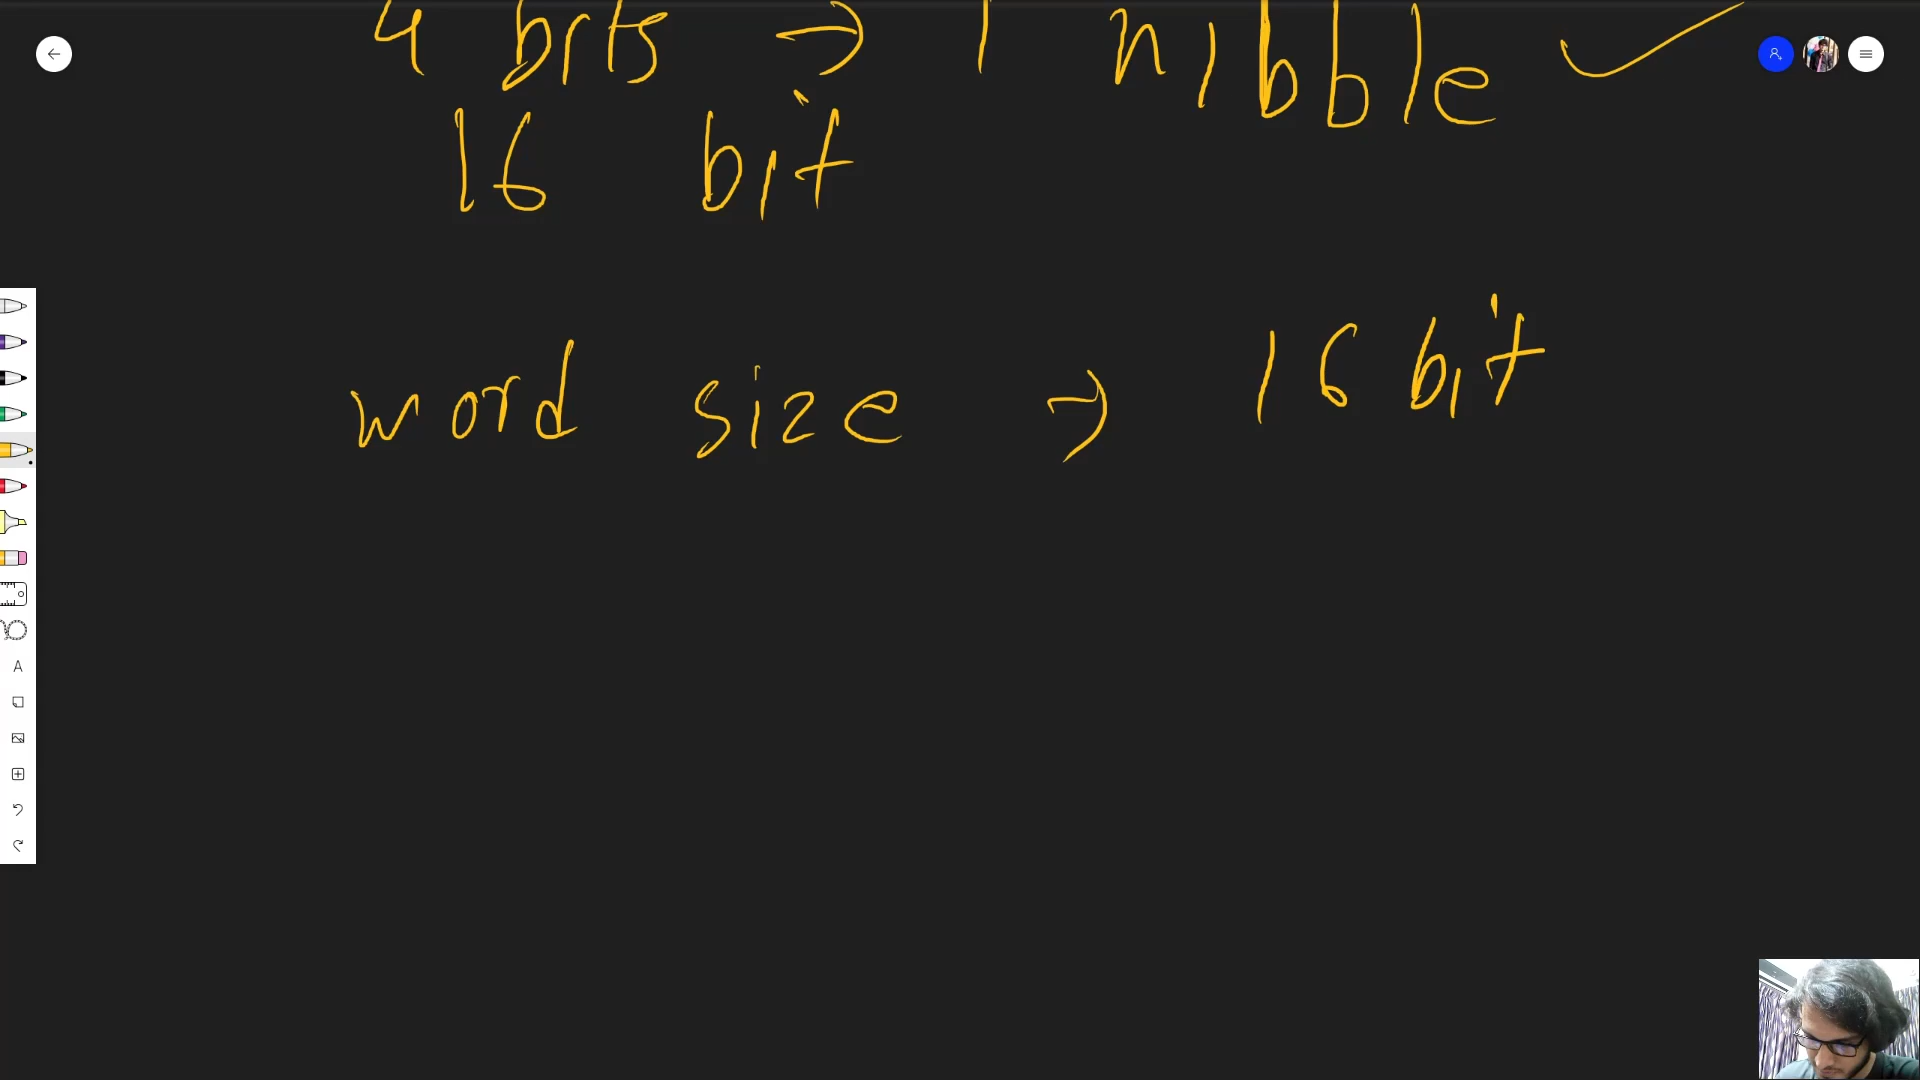 4 bits → 1 nibble ✓
16 bit
word size → 16 bit
A